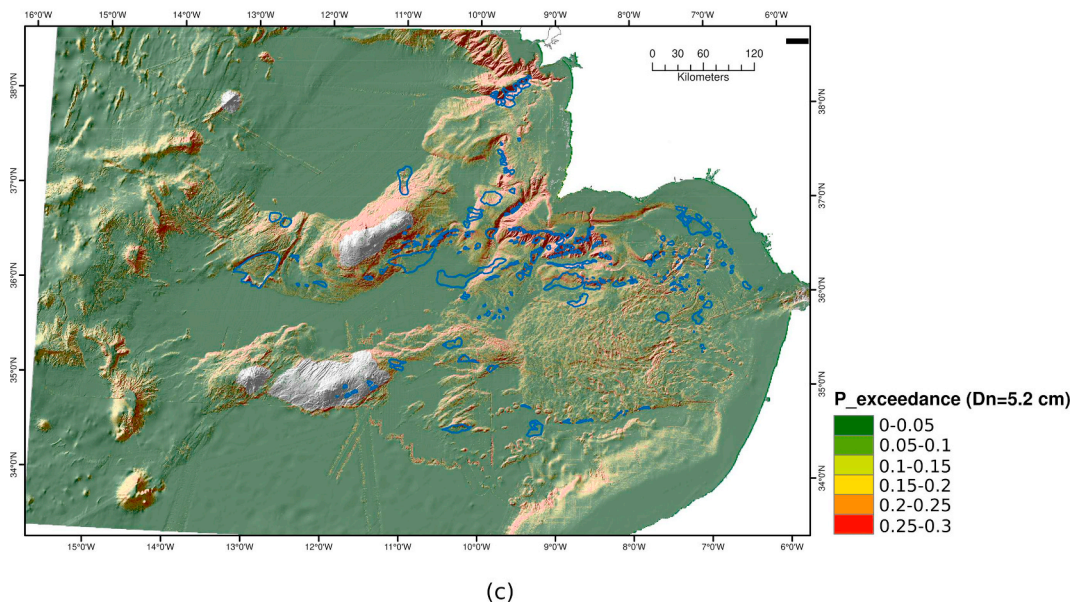 16°0'W 13°0'W 12°0'W 11°0'W 10°0'W 9°0'W 8°0'W 7°0'W 6°0'W
0 30 60 120
Kilometers
38°0'N 38°0'N
37°0'N 37°0'N
36°0'N 36°0'N
35°0'N 35°0'N
34°0'N 34°0'N
15°0'W 14°0'W 13°0'W 12°0'W 11°0'W 10°0'W 9°0'W 8°0'W 7°0'W 6°0'W
P_exceedance (Dn=5.2 cm)
0-0.05
0.05-0.1
0.1-0.15
0.15-0.2
0.2-0.25
0.25-0.3
(c)